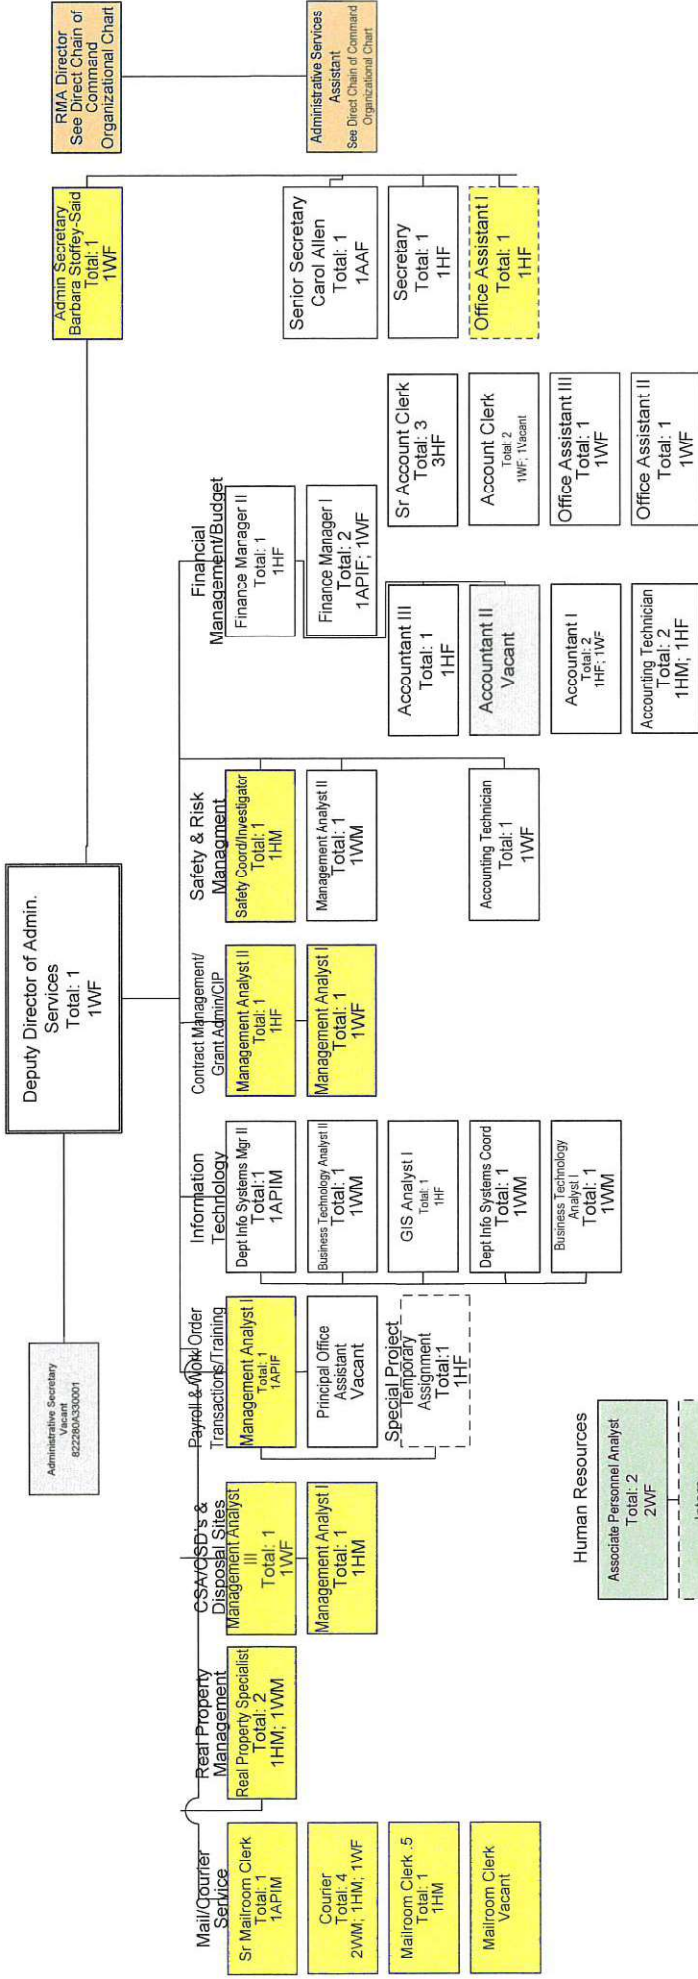 Deputy Director of Admin.
Services
Total: 1
1WF
Administrative Secretary
Vacant
822280A330001
Admin Secretary
Barbara Stoffey-Said
Total: 1
1WF
RMA Director
See Direct Chain of
Command
Organizational Chart
Administrative Services
Assistant
See Direct Chain of Command
Organizational Chart
Senior Secretary
Carol Allen
Total: 1
1AAF
Secretary
Total: 1
1HF
Office Assistant I
Total: 1
1HF
Mail/Courier
Service
Sr Mailroom Clerk
Total: 1
1APIM
Courier
Total: 4
2WM; 1HM; 1WF
Mailroom Clerk .5
Total: 1
1HM
Mailroom Clerk
Vacant
Real Property
Management
Real Property Specialist
Total: 2
1HM; 1WM
CSA/CSD's &
Disposal Sites
Management Analyst
III
Total: 1
1WF
Management Analyst I
Total: 1
1HM
Payroll & Work Order
Transactions/Training
Management Analyst I
Total: 1
1APIF
Principal Office
Assistant
Vacant
Special Project
Temporary
Assignment
Total:1
1HF
Information
Technology
Dept Info Systems Mgr II
Total:1
1APIM
Business Technology Analyst II
Total: 1
1WM
GIS Analyst I
Total: 1
1HF
Dept Info Systems Coord
Total: 1
1WM
Business Technology
Analyst I
Total: 1
1WM
Contract Management/
Grant Admin/CIP
Management Analyst II
Total: 1
1HF
Management Analyst I
Total: 1
1WF
Safety & Risk
Managment
Safety Coord/Investigator
Total: 1
1HM
Management Analyst II
Total: 1
1WM
Accounting Technician
Total: 1
1WF
Financial
Management/Budget
Finance Manager II
Total: 1
1HF
Finance Manager I
Total: 2
1APIF; 1WF
Accountant III
Total: 1
1HF
Accountant II
Vacant
Accountant I
Total: 2
1HF; 1WF
Accounting Technician
Total: 2
1HM; 1HF
Sr Account Clerk
Total: 3
3HF
Account Clerk
Total: 2
1WF; 1Vacant
Office Assistant III
Total: 1
1WF
Office Assistant II
Total: 1
1WF
Human Resources
Associate Personnel Analyst
Total: 2
2WF